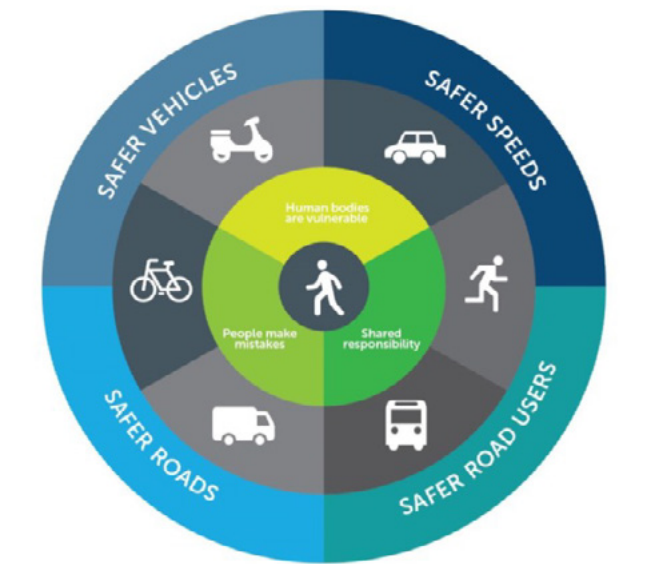 SAFER VEHICLES
SAFER SPEEDS
Human bodies
are vulnerable
People make
mistakes
Shared
responsibility
SAFER ROADS
SAFER ROAD USERS